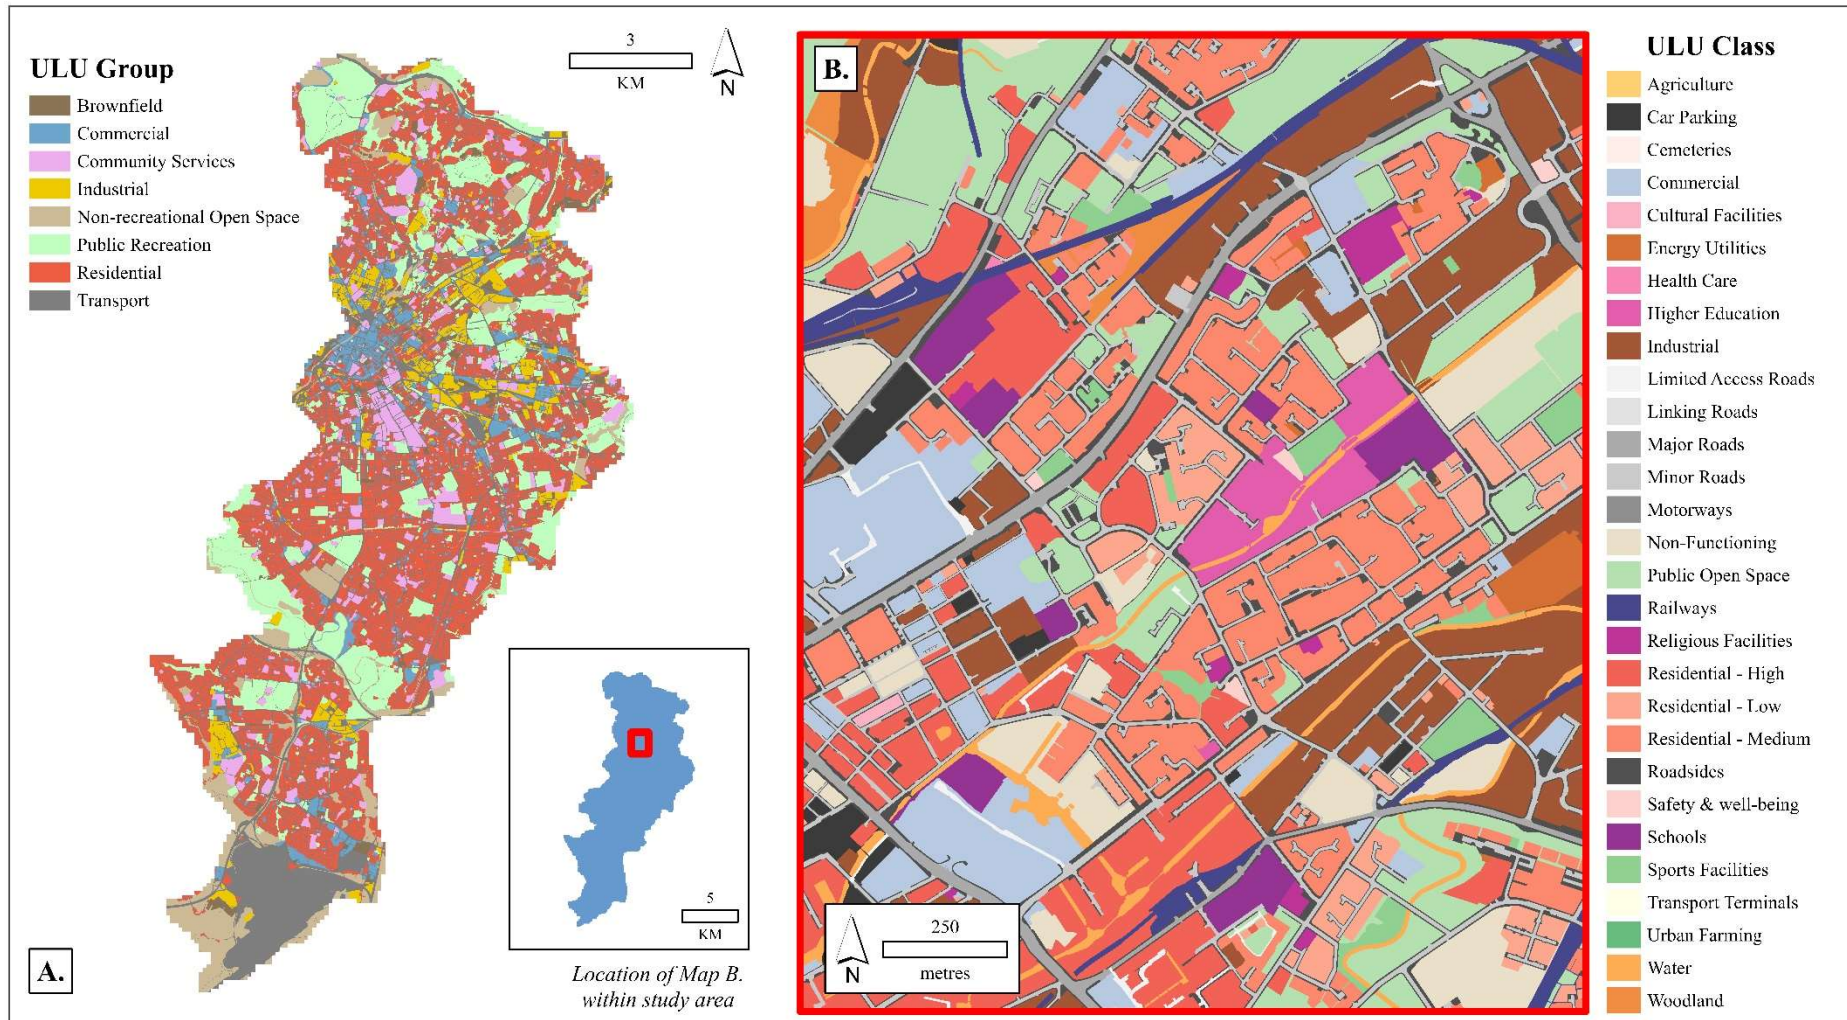 ULU Group
Brownfield
Commercial
Community Services
Industrial
Non-recreational Open Space
Public Recreation
Residential
Transport
3
KM
N
A.
5
KM
Location of Map B.
within study area
B.
250
metres
N
ULU Class
Agriculture
Car Parking
Cemeteries
Commercial
Cultural Facilities
Energy Utilities
Health Care
Higher Education
Industrial
Limited Access Roads
Linking Roads
Major Roads
Minor Roads
Motorways
Non-Functioning
Public Open Space
Railways
Religious Facilities
Residential - High
Residential - Low
Residential - Medium
Roadsides
Safety & well-being
Schools
Sports Facilities
Transport Terminals
Urban Farming
Water
Woodland